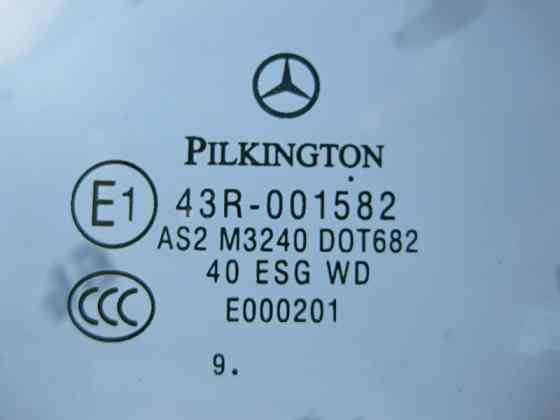 PILKINGTON
E1 43R-001582
AS2 M3240 DOT682
40 ESG WD
CCC E000201
9.